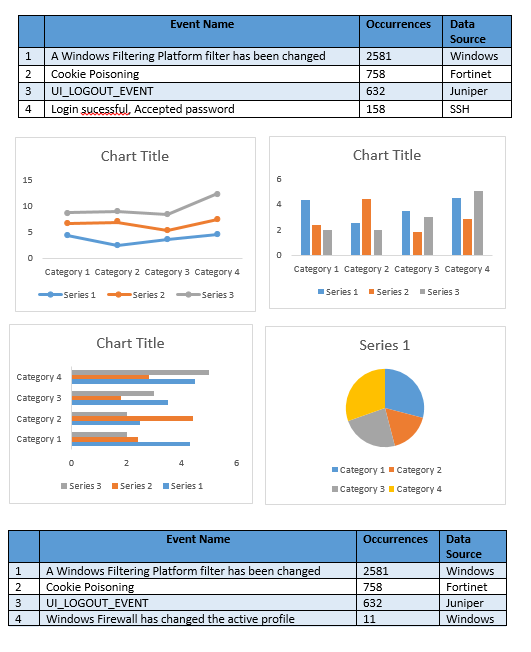 Event Name Occurrences Data Source
1 A Windows Filtering Platform filter has been changed 2581 Windows
2 Cookie Poisoning 758 Fortinet
3 UI_LOGOUT_EVENT 632 Juniper
4 Login sucessful, Accepted password 158 SSH
Chart Title
15
10
5
0
Category 1 Category 2 Category 3 Category 4
Series 1 Series 2 Series 3
Chart Title
6
4
2
0
Category 1 Category 2 Category 3 Category 4
Series 1 Series 2 Series 3
Chart Title
Category 4
Category 3
Category 2
Category 1
0 2 4 6
Series 3 Series 2 Series 1
Series 1
Category 1 Category 2
Category 3 Category 4
Event Name Occurrences Data Source
1 A Windows Filtering Platform filter has been changed 2581 Windows
2 Cookie Poisoning 758 Fortinet
3 UI_LOGOUT_EVENT 632 Juniper
4 Windows Firewall has changed the active profile 11 Windows